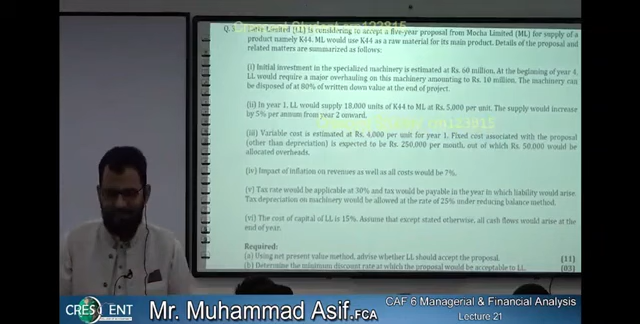 Q.5 Latte Limited (LL) is considering to accept a five-year proposal from Mocha Limited (ML) for supply of a
product namely K44. ML would use K44 as a raw material for its main product. Details of the proposal and
related matters are summarized as follows:
(i) Initial investment in the specialized machinery is estimated at Rs. 60 million. At the beginning of year 4,
LL would require a major overhauling on this machinery amounting to Rs. 10 million. The machinery can
be disposed of at 80% of written down value at the end of project.
(ii) In year 1, LL would supply 18,000 units of K44 to ML at Rs. 5,000 per unit. The supply would increase
by 5% per annum from year 2 onward.
(iii) Variable cost is estimated at Rs. 4,000 per unit for year 1. Fixed cost associated with the proposal
(other than depreciation) is expected to be Rs. 250,000 per month, out of which Rs. 50,000 would be
allocated overheads.
(iv) Impact of inflation on revenues as well as all costs would be 7%.
(v) Tax rate would be applicable at 30% and tax would be payable in the year in which liability would arise.
Tax depreciation on machinery would be allowed at the rate of 25% under reducing balance method.
(vi) The cost of capital of LL is 15%. Assume that except stated otherwise, all cash flows would arise at the
end of year.
Required:
(a) Using net present value method, advise whether LL should accept the proposal. (11)
(b) Determine the minimum discount rate at which the proposal would be acceptable to LL. (03)
CRESCENT
Mr. Muhammad Asif.FCA
CAF 6 Managerial & Financial Analysis
Lecture 21